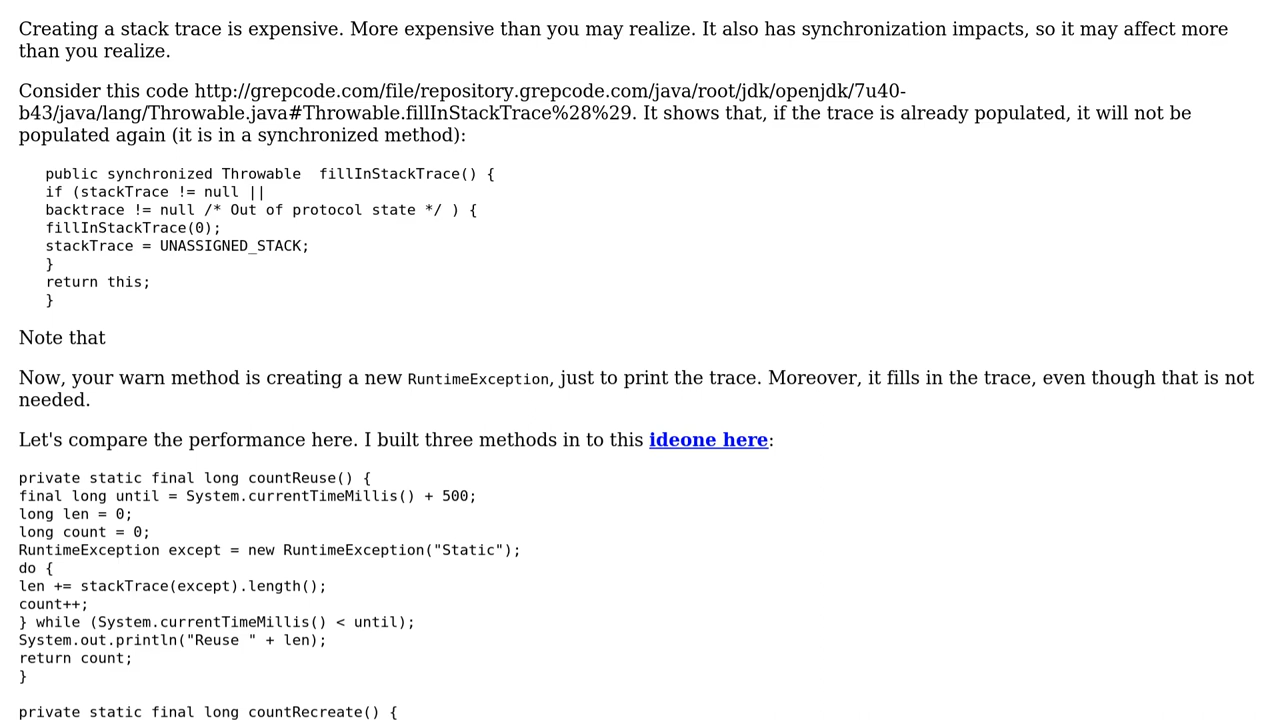 Creating a stack trace is expensive. More expensive than you may realize. It also has synchronization impacts, so it may affect more
than you realize.
Consider this code http://grepcode.com/file/repository.grepcode.com/java/root/jdk/openjdk/7u40-
b43/java/lang/Throwable.java#Throwable.fillInStackTrace%28%29. It shows that, if the trace is already populated, it will not be
populated again (it is in a synchronized method):
public synchronized Throwable  fillInStackTrace() {
if (stackTrace != null ||
backtrace != null /* Out of protocol state */ ) {
fillInStackTrace(0);
stackTrace = UNASSIGNED_STACK;
}
return this;
}
Note that
Now, your warn method is creating a new RuntimeException, just to print the trace. Moreover, it fills in the trace, even though that is not
needed.
Let's compare the performance here. I built three methods in to this ideone here:
private static final long countReuse() {
final long until = System.currentTimeMillis() + 500;
long len = 0;
long count = 0;
RuntimeException except = new RuntimeException("Static");
do {
len += stackTrace(except).length();
count++;
} while (System.currentTimeMillis() < until);
System.out.println("Reuse " + len);
return count;
}
private static final long countRecreate() {